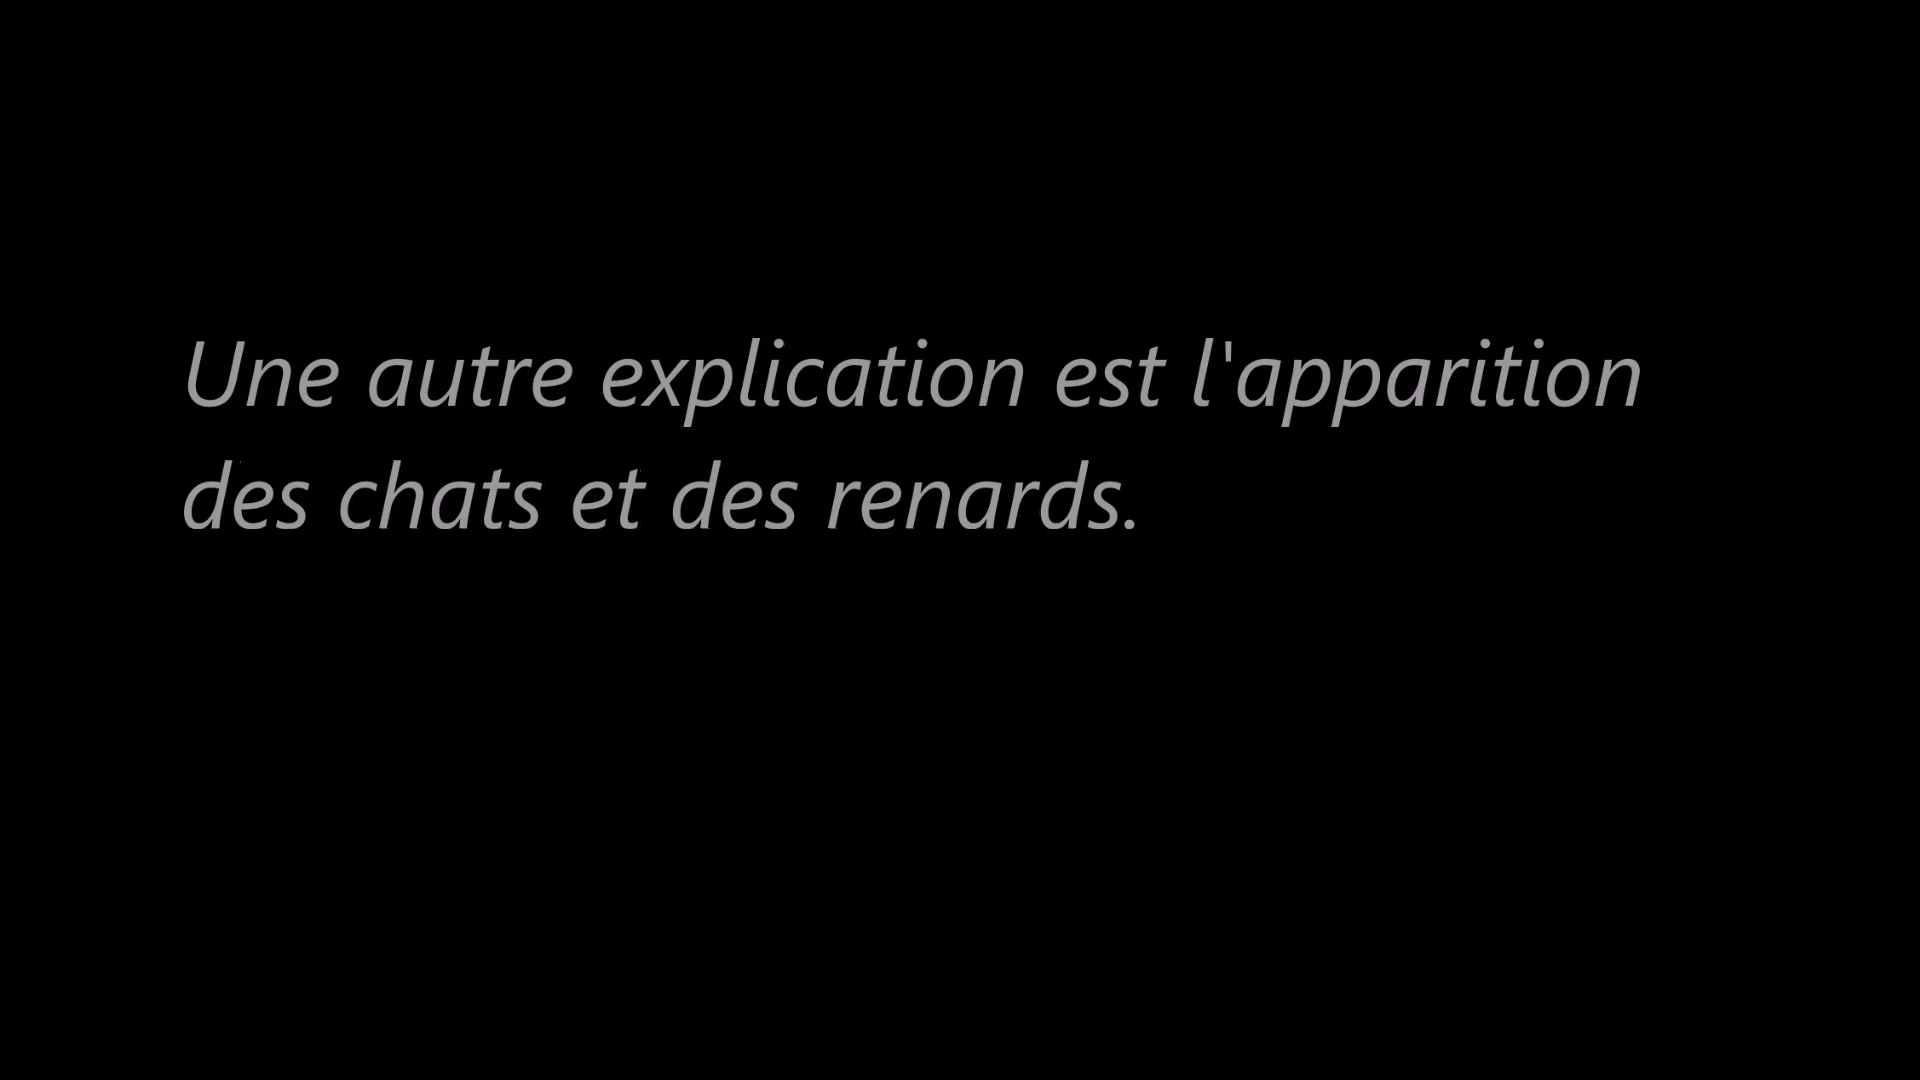 Une autre explication est l'apparition
des chats et des renards.